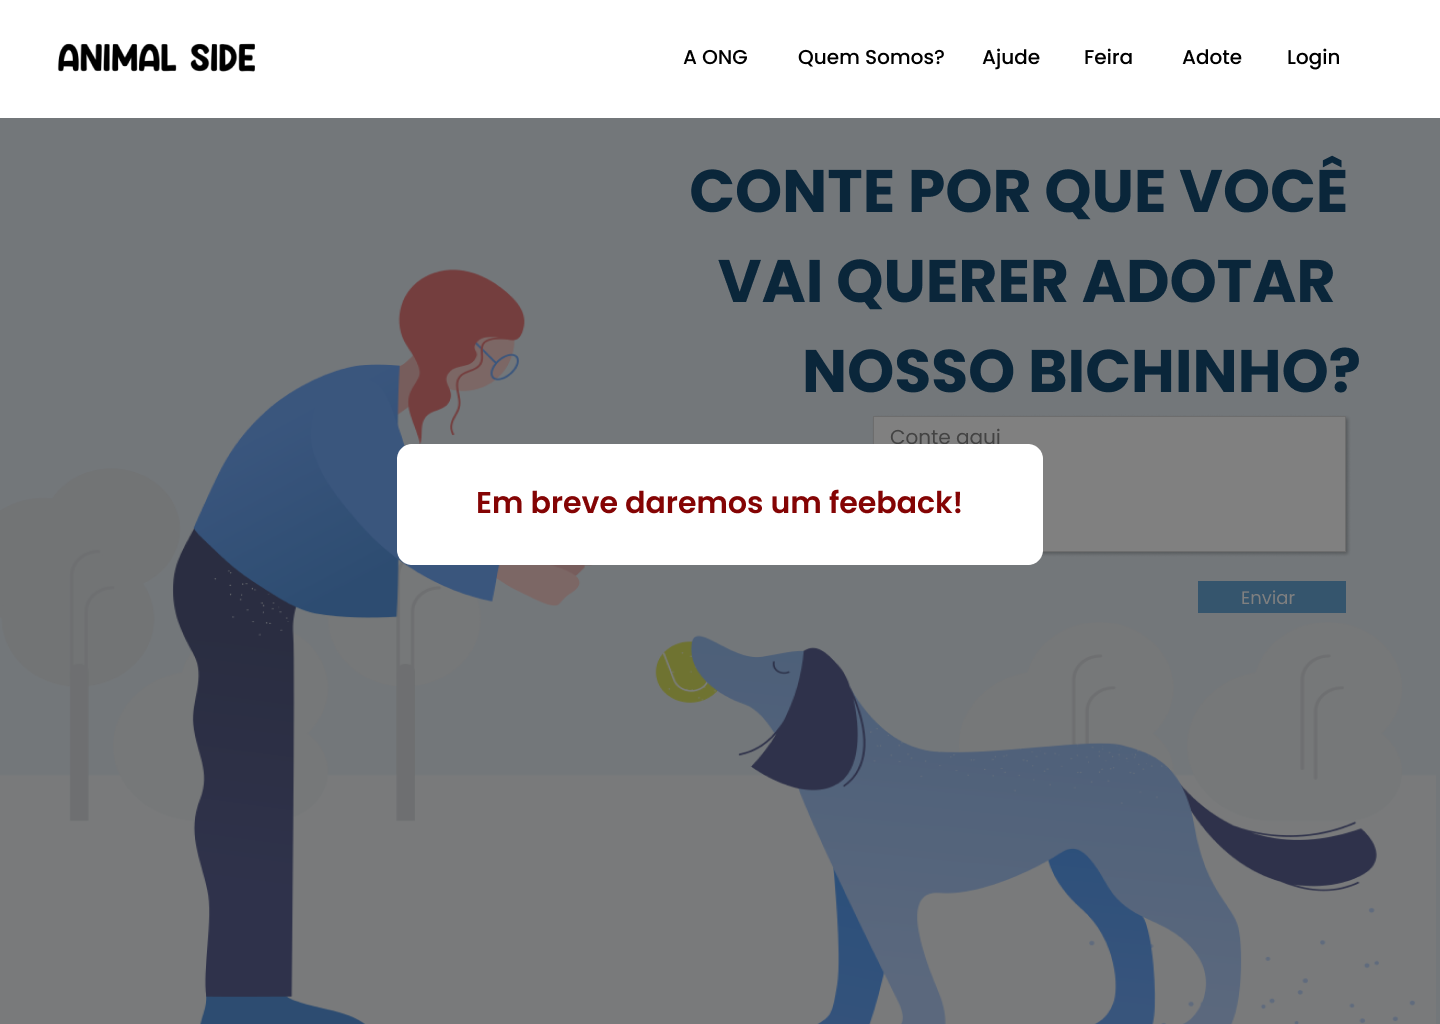 ANIMAL SIDE
A ONG Quem Somos? Ajude Feira Adote Login
CONTE POR QUE VOCÊ
VAI QUERER ADOTAR
NOSSO BICHINHO?
Conte aqui
Em breve daremos um feeback!
Enviar